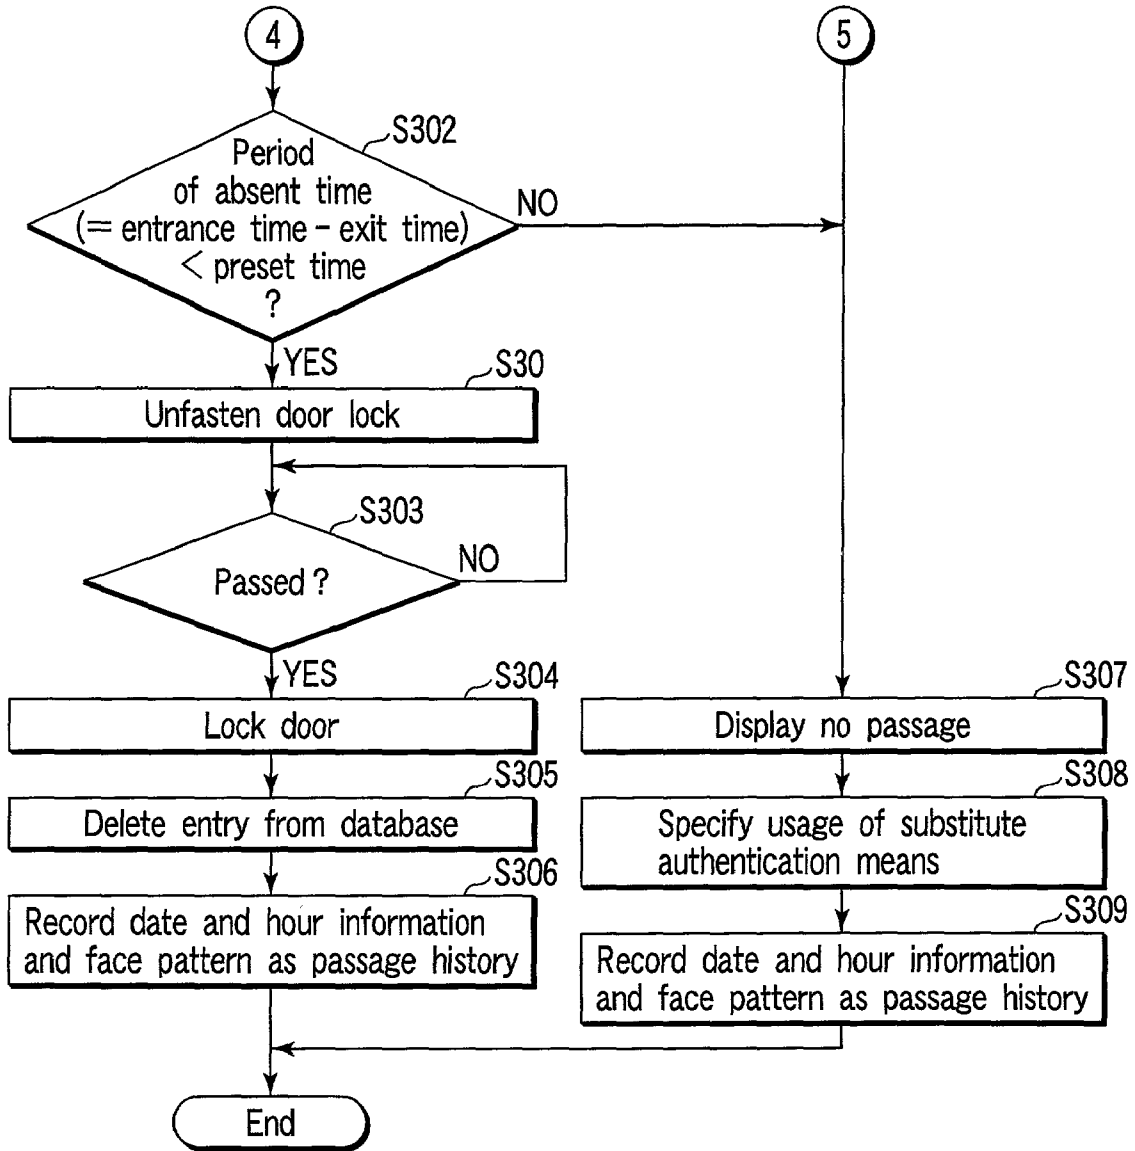 4
5
S302
Period
of absent time
(= entrance time - exit time)
< preset time
?
NO
YES
S30
Unfasten door lock
S303
Passed ?
NO
YES
S304
Lock door
S305
Delete entry from database
S306
Record date and hour information
and face pattern as passage history
S307
Display no passage
S308
Specify usage of substitute
authentication means
S309
Record date and hour information
and face pattern as passage history
End